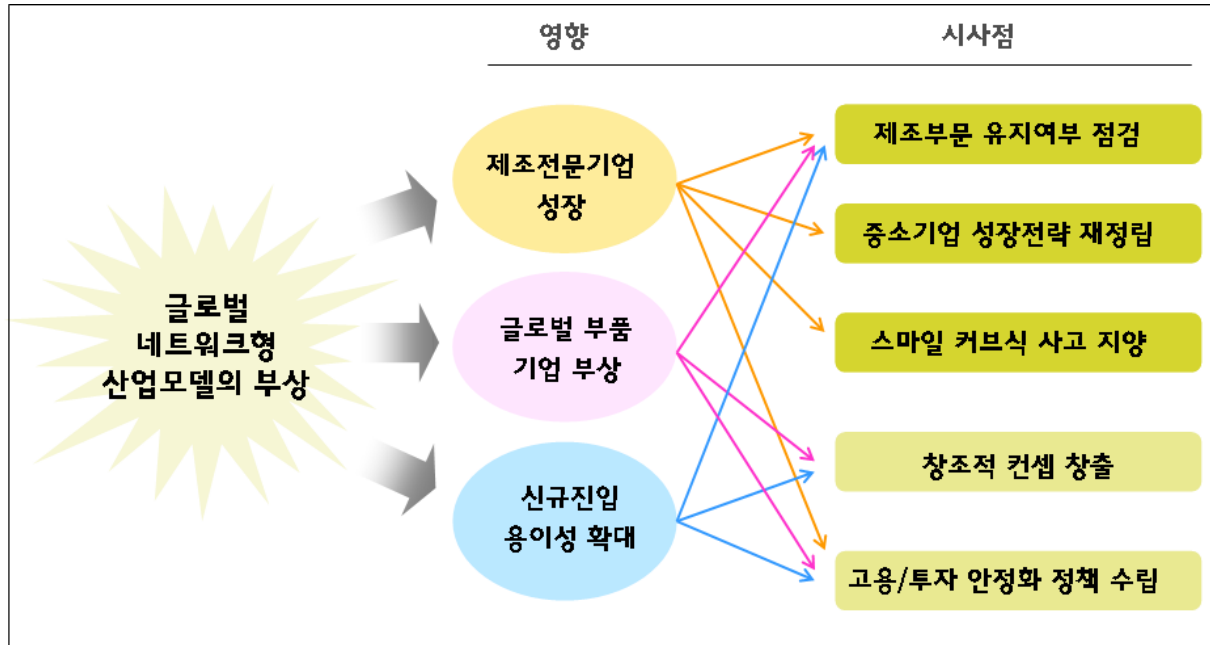 영향
시사점
글로벌
네트워크형
산업모델의 부상
제조전문기업
성장
글로벌 부품
기업 부상
신규진입
용이성 확대
제조부문 유지여부 점검
중소기업 성장전략 재정립
스마일 커브식 사고 지양
창조적 컨셉 창출
고용/투자 안정화 정책 수립